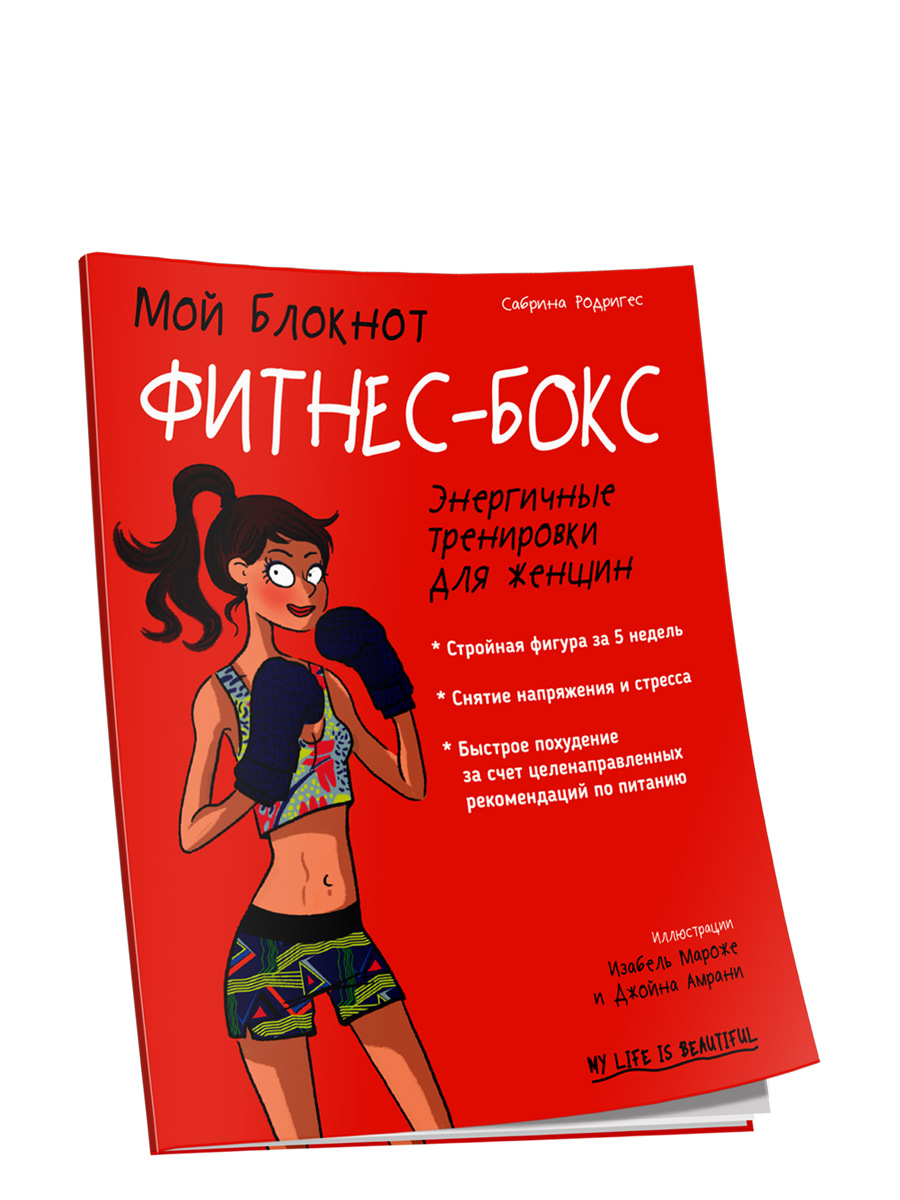 Мой Блокнот
Сабрина Родригес
ФИТНЕС-БОКС
Энергичные
тренировки
для женщин
* Стройная фигура за 5 недель
* Снятие напряжения и стресса
* Быстрое похудение
за счет целенаправленных
рекомендаций по питанию
Иллюстрации
Изабель Мароже
и Джойна Амрани
MY LIFE IS BEAUTIFUL